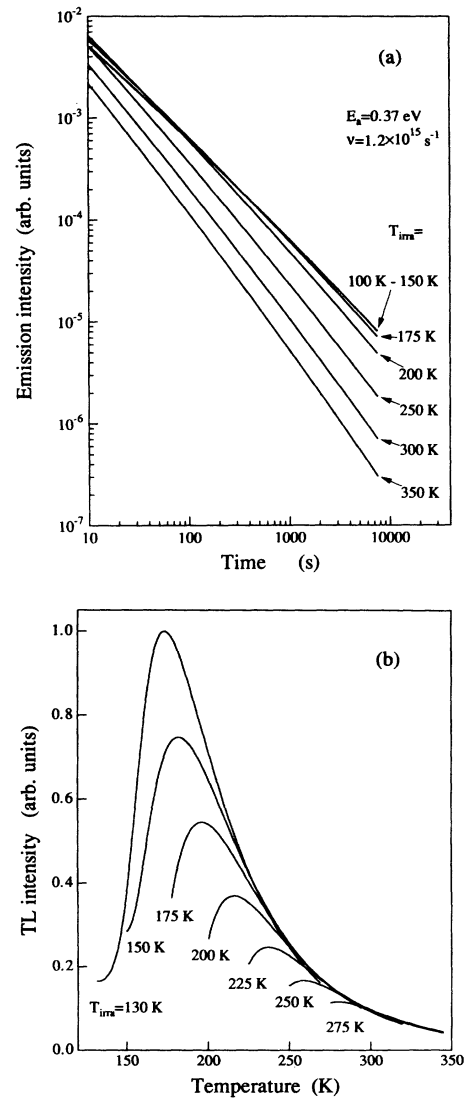 10⁻²
(a)
10⁻³
Eₐ=0.37 eV
ν=1.2×10¹⁵ s⁻¹
10⁻⁴
T_irra=
100 K - 150 K
10⁻⁵
175 K
200 K
250 K
10⁻⁶
300 K
350 K
10⁻⁷
10 100 1000 10000
Time (s)
Emission intensity (arb. units)
(b)
1.0
0.8
0.6
0.4
0.2
0.0
175 K
150 K
200 K
225 K
250 K
T_irra=130 K
275 K
150 200 250 300 350
Temperature (K)
TL intensity (arb. units)